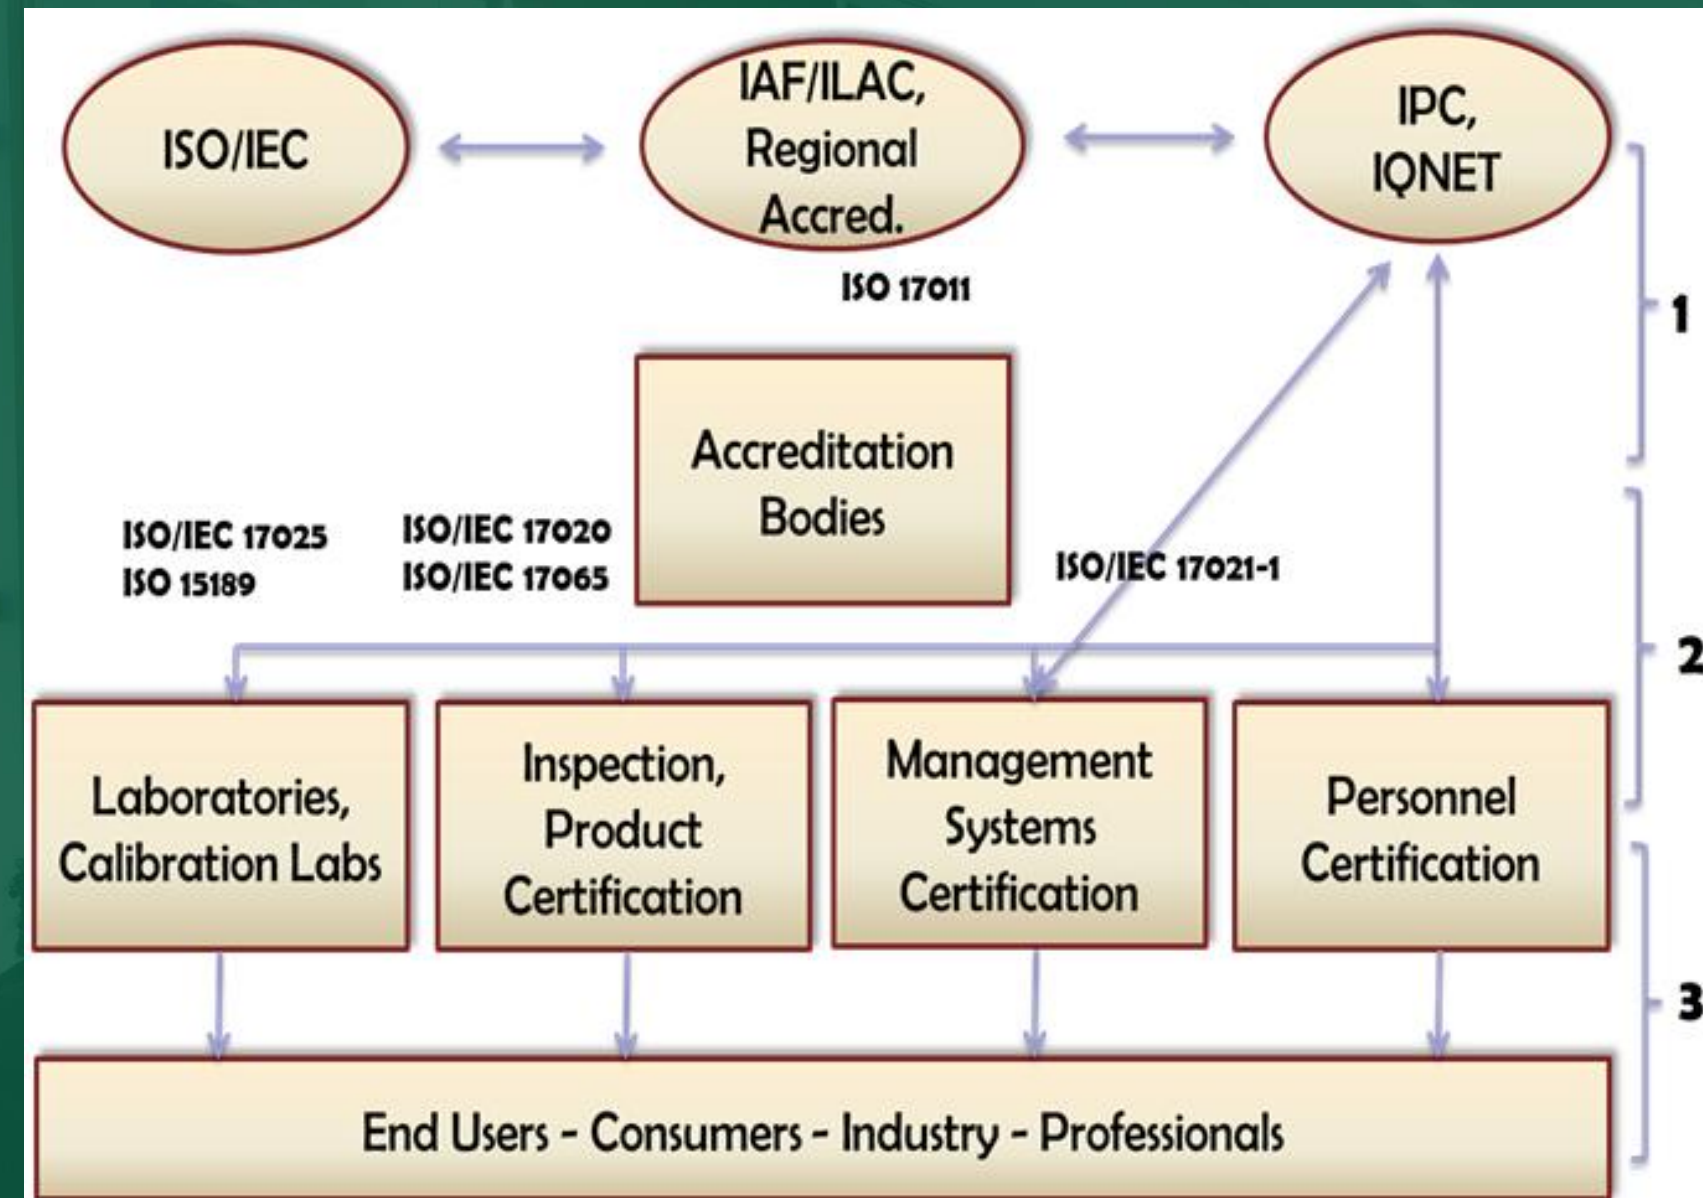 ISO/IEC
IAF/ILAC,
Regional
Accred.
IPC,
IQNET
ISO 17011
1
Accreditation
Bodies
ISO/IEC 17025
ISO 15189
ISO/IEC 17020
ISO/IEC 17065
ISO/IEC 17021-1
2
Laboratories,
Calibration Labs
Inspection,
Product
Certification
Management
Systems
Certification
Personnel
Certification
3
End Users - Consumers - Industry - Professionals